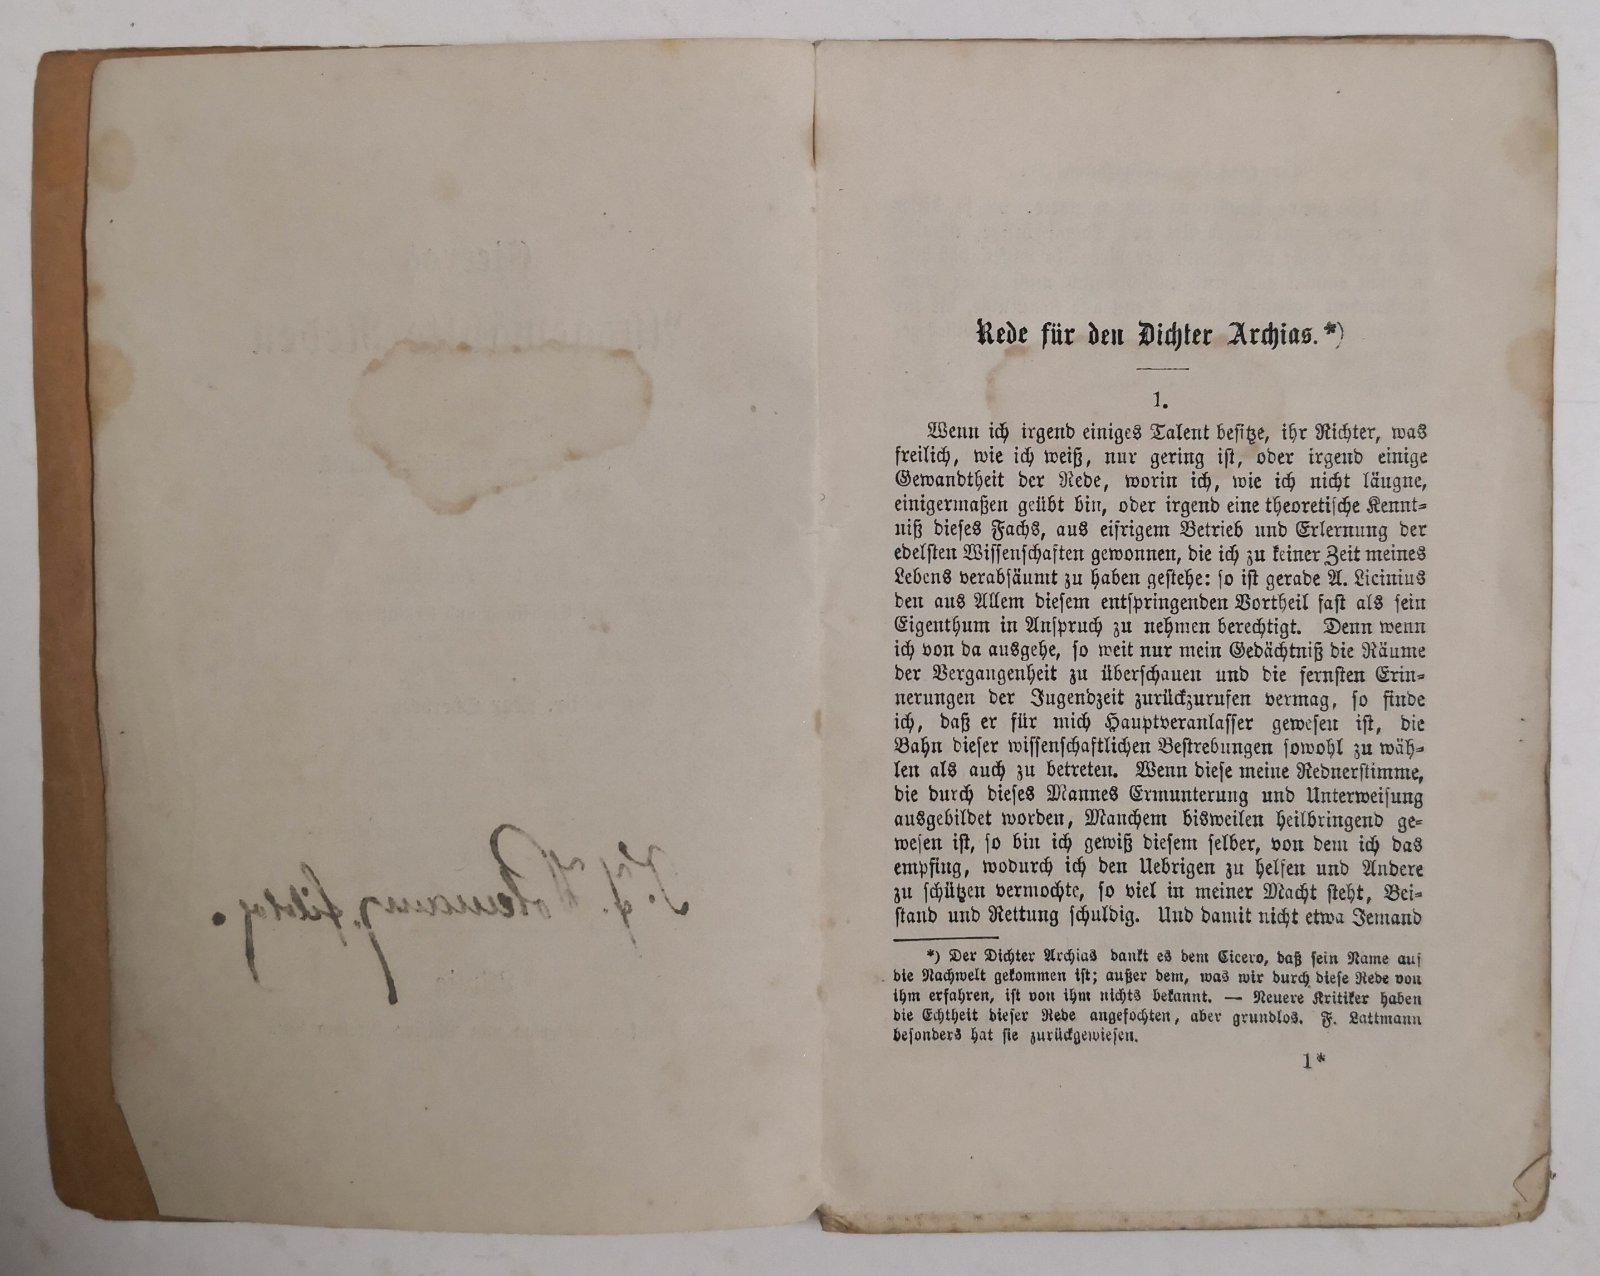 Rede für den Dichter Archias.*)
1.
Wenn ich irgend einiges Talent besitze, ihr Richter, was
freilich, wie ich weiß, nur gering ist, oder irgend einige
Gewandtheit der Rede, worin ich, wie ich nicht läugne,
einigermaßen geübt bin, oder irgend eine theoretische Kennt-
niß dieses Fachs, aus eifrigem Betrieb und Erlernung der
edelsten Wissenschaften gewonnen, die ich zu keiner Zeit meines
Lebens verabsäumt zu haben gestehe: so ist gerade A. Licinius
den aus Allem diesem entspringenden Vortheil fast als sein
Eigenthum in Anspruch zu nehmen berechtigt. Denn wenn
ich von da ausgehe, so weit nur mein Gedächtniß die Räume
der Vergangenheit zu überschauen und die fernsten Erin-
nerungen der Jugendzeit zurückzurufen vermag, so finde
ich, daß er für mich Hauptveranlasser gewesen ist, die
Bahn dieser wissenschaftlichen Bestrebungen sowohl zu wäh-
len als auch zu betreten. Wenn diese meine Rednerstimme,
die durch dieses Mannes Ermunterung und Unterweisung
ausgebildet worden, Manchem bisweilen heilbringend ge-
wesen ist, so bin ich gewiß diesem selber, von dem ich das
empfing, wodurch ich den Uebrigen zu helfen und Andere
zu schützen vermochte, so viel in meiner Macht steht, Bei-
stand und Rettung schuldig. Und damit nicht etwa Jemand
*) Der Dichter Archias dankt es dem Cicero, daß sein Name auf
die Nachwelt gekommen ist; außer dem, was wir durch diese Rede von
ihm erfahren, ist von ihm nichts bekannt. — Neuere Kritiker haben
die Echtheit dieser Rede angefochten, aber grundlos. F. Lattmann
besonders hat sie zurückgewiesen.
1*